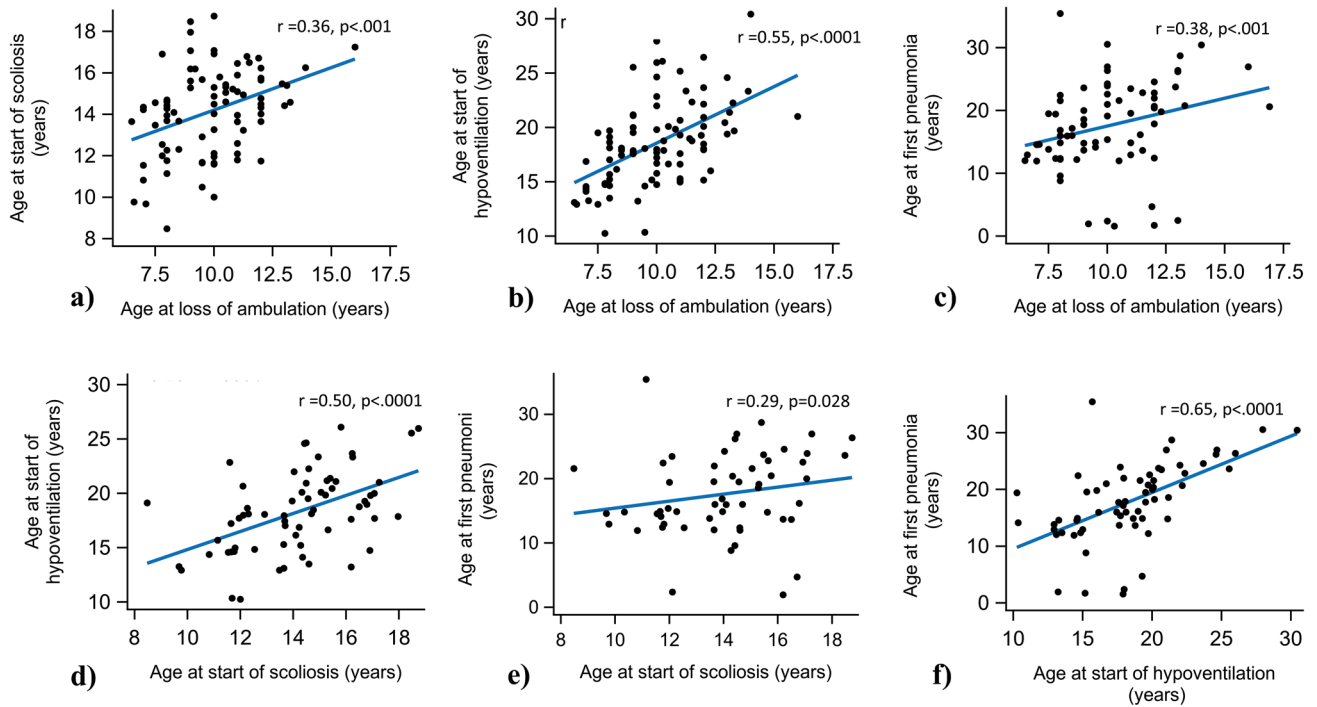 r =0.36, p<.001
18
16
14
12
10
8
Age at start of scoliosis
(years)
7.5 10.0 12.5 15.0 17.5
a)
Age at loss of ambulation (years)
r
r =0.55, p<.0001
30
25
20
15
10
Age at start of
hypoventilation (years)
7.5 10.0 12.5 15.0 17.5
b)
Age at loss of ambulation (years)
r =0.38, p<.001
30
20
10
0
Age at first pneumonia
(years)
7.5 10.0 12.5 15.0 17.5
c)
Age at loss of ambulation (years)
r =0.50, p<.0001
30
25
20
15
10
Age at start of
hypoventilation (years)
8 10 12 14 16 18
d)
Age at start of scoliosis (years)
r =0.29, p=0.028
30
20
10
0
Age at first pneumoni
(years)
8 10 12 14 16 18
e)
Age at start of scoliosis (years)
r =0.65, p<.0001
30
20
10
0
Age at first pneumonia
(years)
10 15 20 25 30
f)
Age at start of hypoventilation
(years)